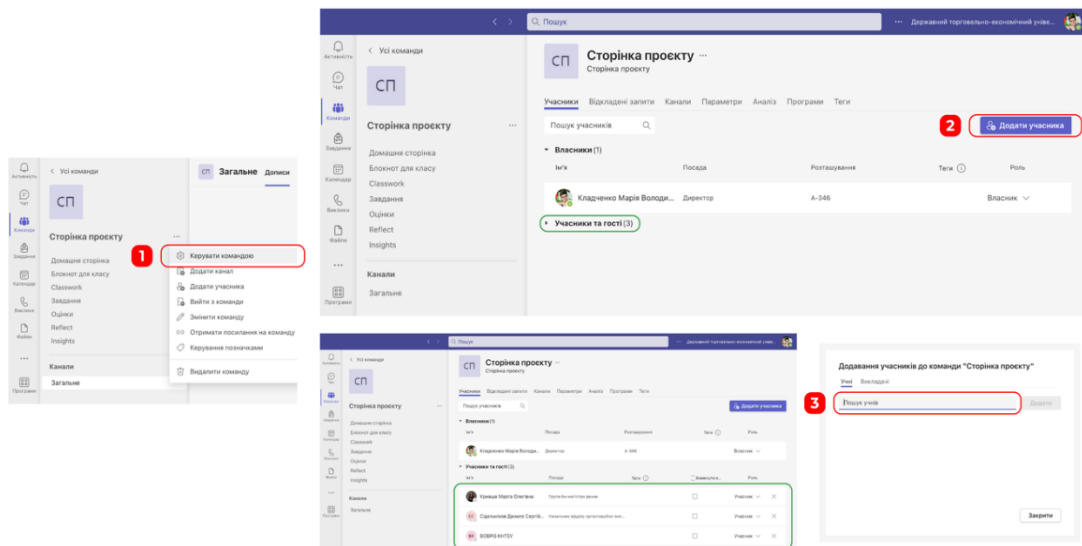 Активність
Чат
Команди
Завдання
Календар
Виклики
Файли
Програми
Усі команди
СП
Сторінка проєкту
Домашня сторінка
Блокнот для класу
Classwork
Завдання
Оцінки
Reflect
Insights
Канали
Загальне
СП Загальне Дописи
1
Керувати командою
Додати канал
Додати учасника
Вийти з команди
Змінити команду
Отримати посилання на команду
Керування позначками
Видалити команду
Пошук
Державний торговельно-економічний уніве...
Активність
Чат
Команди
Завдання
Календар
Виклики
Файли
Програми
Усі команди
СП
Сторінка проєкту
Домашня сторінка
Блокнот для класу
Classwork
Завдання
Оцінки
Reflect
Insights
Канали
Загальне
СП
Сторінка проєкту
Сторінка проєкту
Учасники Відкладені запити Канали Параметри Аналіз Програми Теги
Пошук учасників
2 Додати учасника
Власники (1)
Ім'я Посада Розташування Теги Роль
Кладченко Марія Володи... Директор А-346 Власник
Учасники та гості (3)
Пошук
Державний торговельно-економічний уніве...
Усі команди
СП
Сторінка проєкту
Домашня сторінка
Блокнот для класу
Classwork
Завдання
Оцінки
Reflect
Insights
Канали
Загальне
СП
Сторінка проєкту
Сторінка проєкту
Учасники Відкладені запити Канали Параметри Аналіз Програми Теги
Пошук учасників
Додати учасника
Власники (1)
Ім'я Посада Розташування Теги Роль
Кладченко Марія Володи... Директор А-346 Власник
Учасники та гості (3)
Ім'я Посада Теги Роль
Марта Олегівна Учасник
Данило Сергій... Учасник
Учасник
3
Додавання учасників до команди "Сторінка проєкту"
Учні Викладачі
Пошук учнів
Додати
Закрити